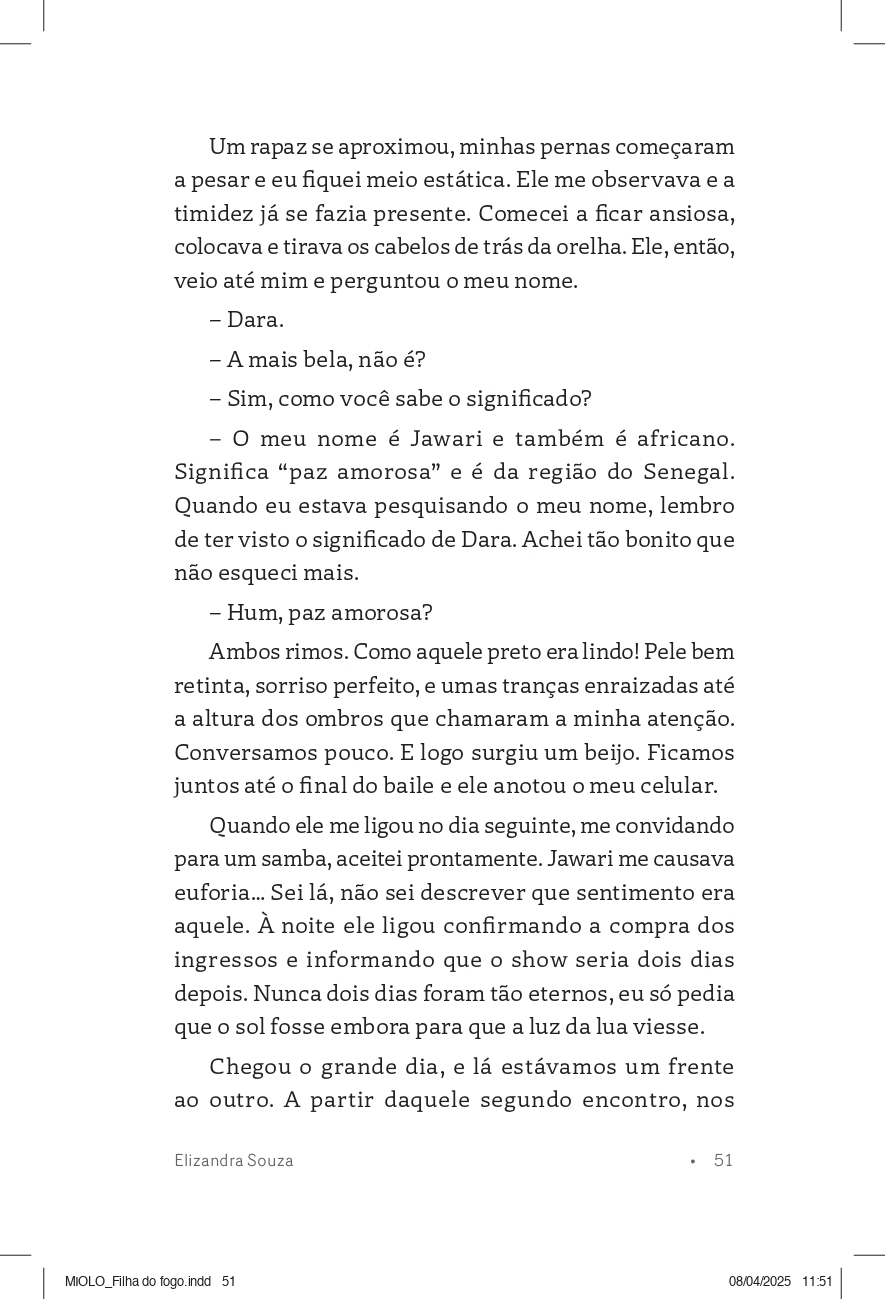 Um rapaz se aproximou, minhas pernas começaram
a pesar e eu fiquei meio estática. Ele me observava e a
timidez já se fazia presente. Comecei a ficar ansiosa,
colocava e tirava os cabelos de trás da orelha. Ele, então,
veio até mim e perguntou o meu nome.
– Dara.
– A mais bela, não é?
– Sim, como você sabe o significado?
– O meu nome é Jawari e também é africano.
Significa “paz amorosa” e é da região do Senegal.
Quando eu estava pesquisando o meu nome, lembro
de ter visto o significado de Dara. Achei tão bonito que
não esqueci mais.
– Hum, paz amorosa?
Ambos rimos. Como aquele preto era lindo! Pele bem
retinta, sorriso perfeito, e umas tranças enraizadas até
a altura dos ombros que chamaram a minha atenção.
Conversamos pouco. E logo surgiu um beijo. Ficamos
juntos até o final do baile e ele anotou o meu celular.
Quando ele me ligou no dia seguinte, me convidando
para um samba, aceitei prontamente. Jawari me causava
euforia... Sei lá, não sei descrever que sentimento era
aquele. À noite ele ligou confirmando a compra dos
ingressos e informando que o show seria dois dias
depois. Nunca dois dias foram tão eternos, eu só pedia
que o sol fosse embora para que a luz da lua viesse.
Chegou o grande dia, e lá estávamos um frente
ao outro. A partir daquele segundo encontro, nos
Elizandra Souza • 51
MIOLO_Filha do fogo.indd 51 08/04/2025 11:51